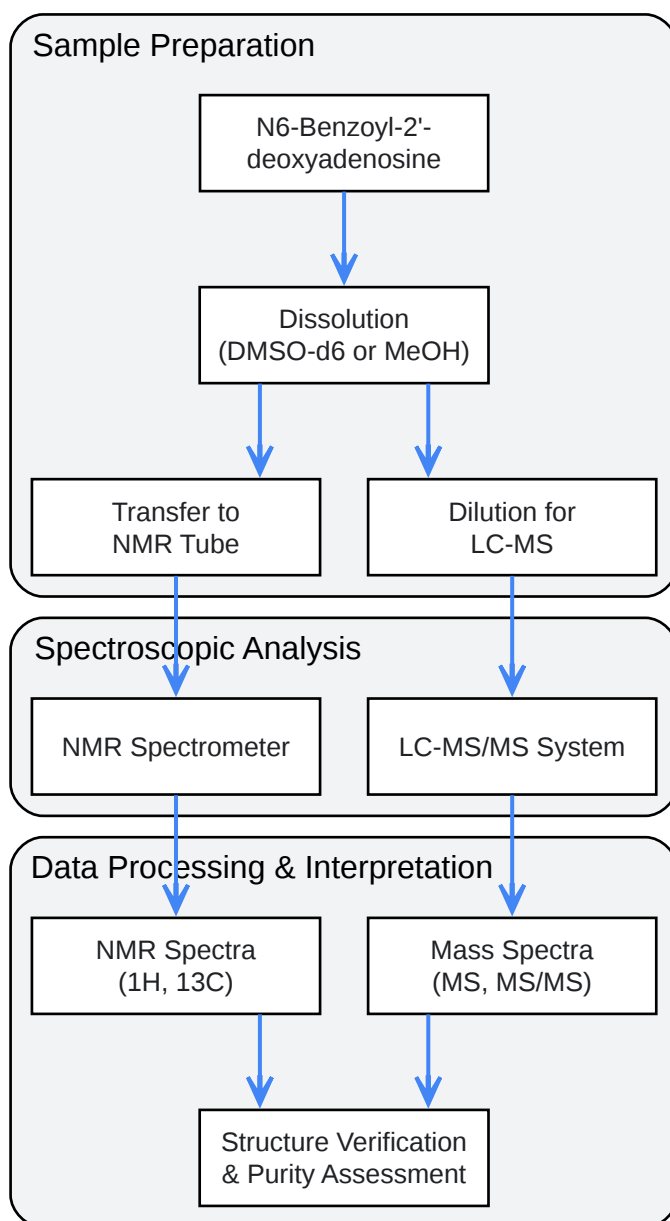 Sample Preparation
N6-Benzoyl-2'-
deoxyadenosine
Dissolution
(DMSO-d6 or MeOH)
Transfer to
NMR Tube
Dilution for
LC-MS
Spectroscopic Analysis
NMR Spectrometer
LC-MS/MS System
Data Processing & Interpretation
NMR Spectra
(1H, 13C)
Mass Spectra
(MS, MS/MS)
Structure Verification
& Purity Assessment